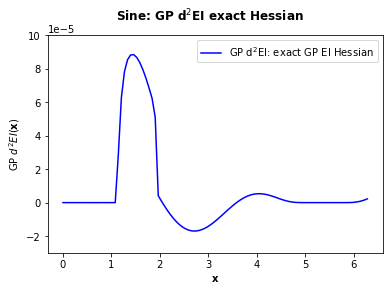 Sine: GP d²EI exact Hessian
1e−5
GP d²EI: exact GP EI Hessian
10
8
6
4
2
0
−2
GP d²EI(x)
0 1 2 3 4 5 6
x